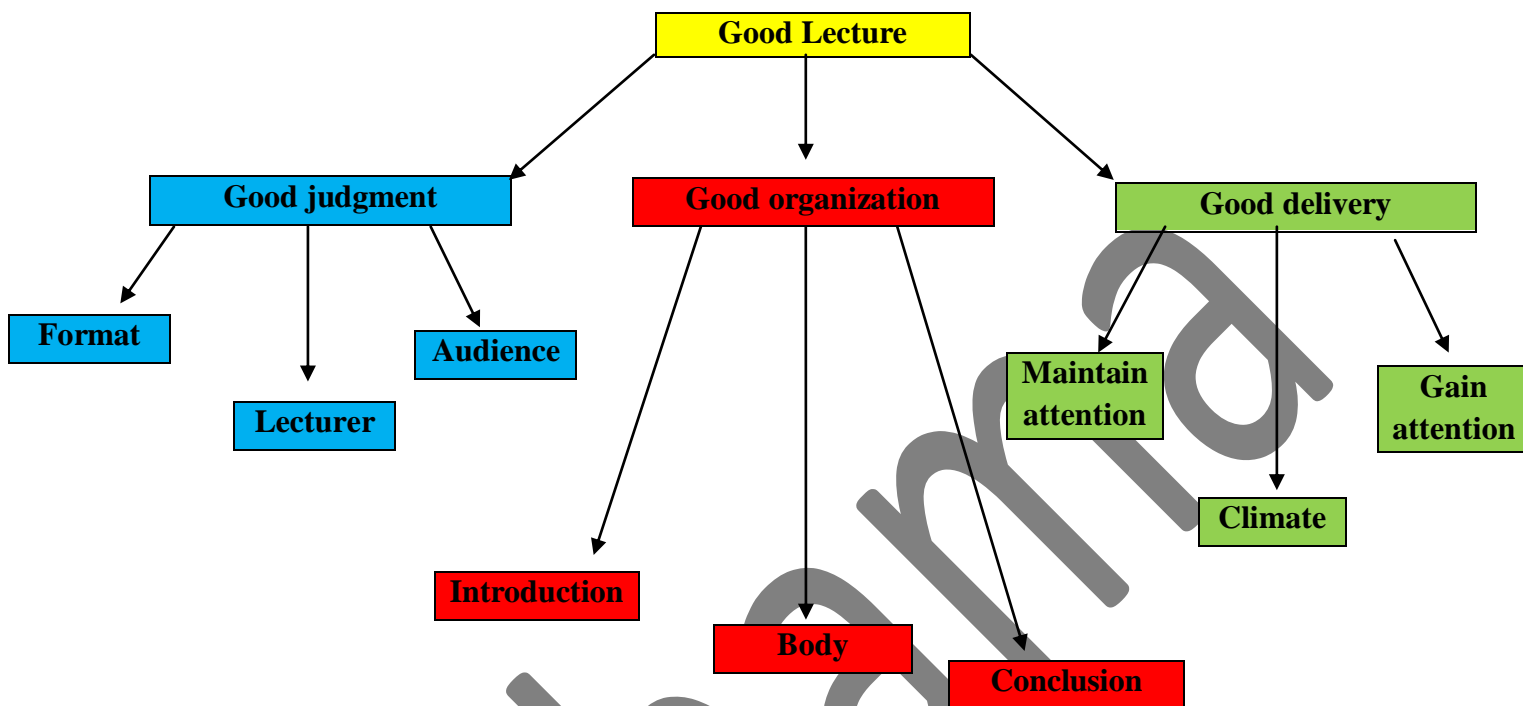 Good Lecture
Good judgment
Good organization
Good delivery
Format
Audience
Lecturer
Maintain
attention
Gain
attention
Climate
Introduction
Body
Conclusion